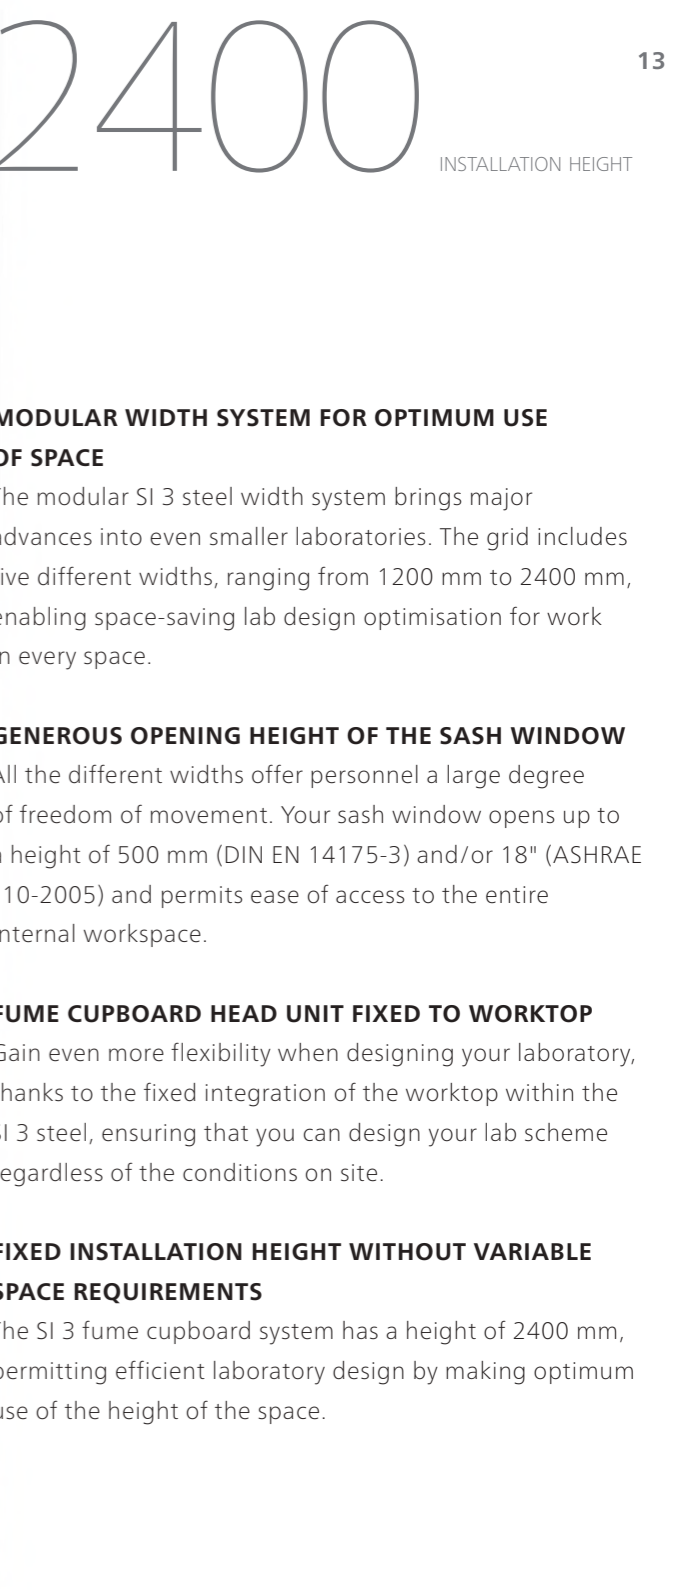 2400
13
INSTALLATION HEIGHT
MODULAR WIDTH SYSTEM FOR OPTIMUM USE
OF SPACE
The modular SI 3 steel width system brings major
advances into even smaller laboratories. The grid includes
five different widths, ranging from 1200 mm to 2400 mm,
enabling space-saving lab design optimisation for work
in every space.
GENEROUS OPENING HEIGHT OF THE SASH WINDOW
All the different widths offer personnel a large degree
of freedom of movement. Your sash window opens up to
a height of 500 mm (DIN EN 14175-3) and/or 18" (ASHRAE
110-2005) and permits ease of access to the entire
internal workspace.
FUME CUPBOARD HEAD UNIT FIXED TO WORKTOP
Gain even more flexibility when designing your laboratory,
thanks to the fixed integration of the worktop within the
SI 3 steel, ensuring that you can design your lab scheme
regardless of the conditions on site.
FIXED INSTALLATION HEIGHT WITHOUT VARIABLE
SPACE REQUIREMENTS
The SI 3 fume cupboard system has a height of 2400 mm,
permitting efficient laboratory design by making optimum
use of the height of the space.